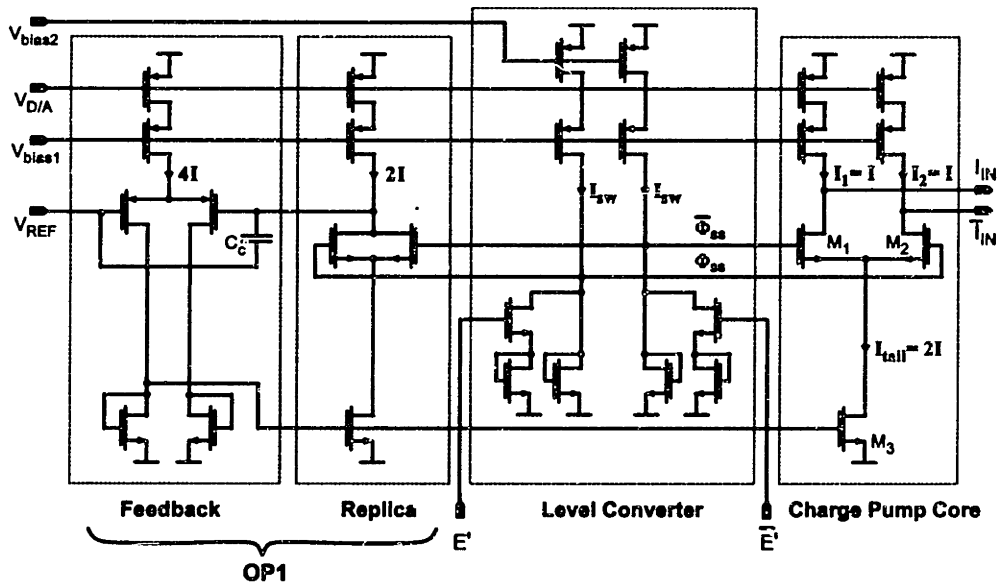 V_bias2
V_D/A
V_bias1
V_REF
4I
2I
I_sw
I_sw
I_1 = I
I_2 = I
I_IN
Ī_IN
C_c
Φ̄_ss
Φ_ss
M_1
M_2
I_tail = 2I
M_3
Feedback
Replica
Level Converter
Charge Pump Core
E'
Ē'
OP1